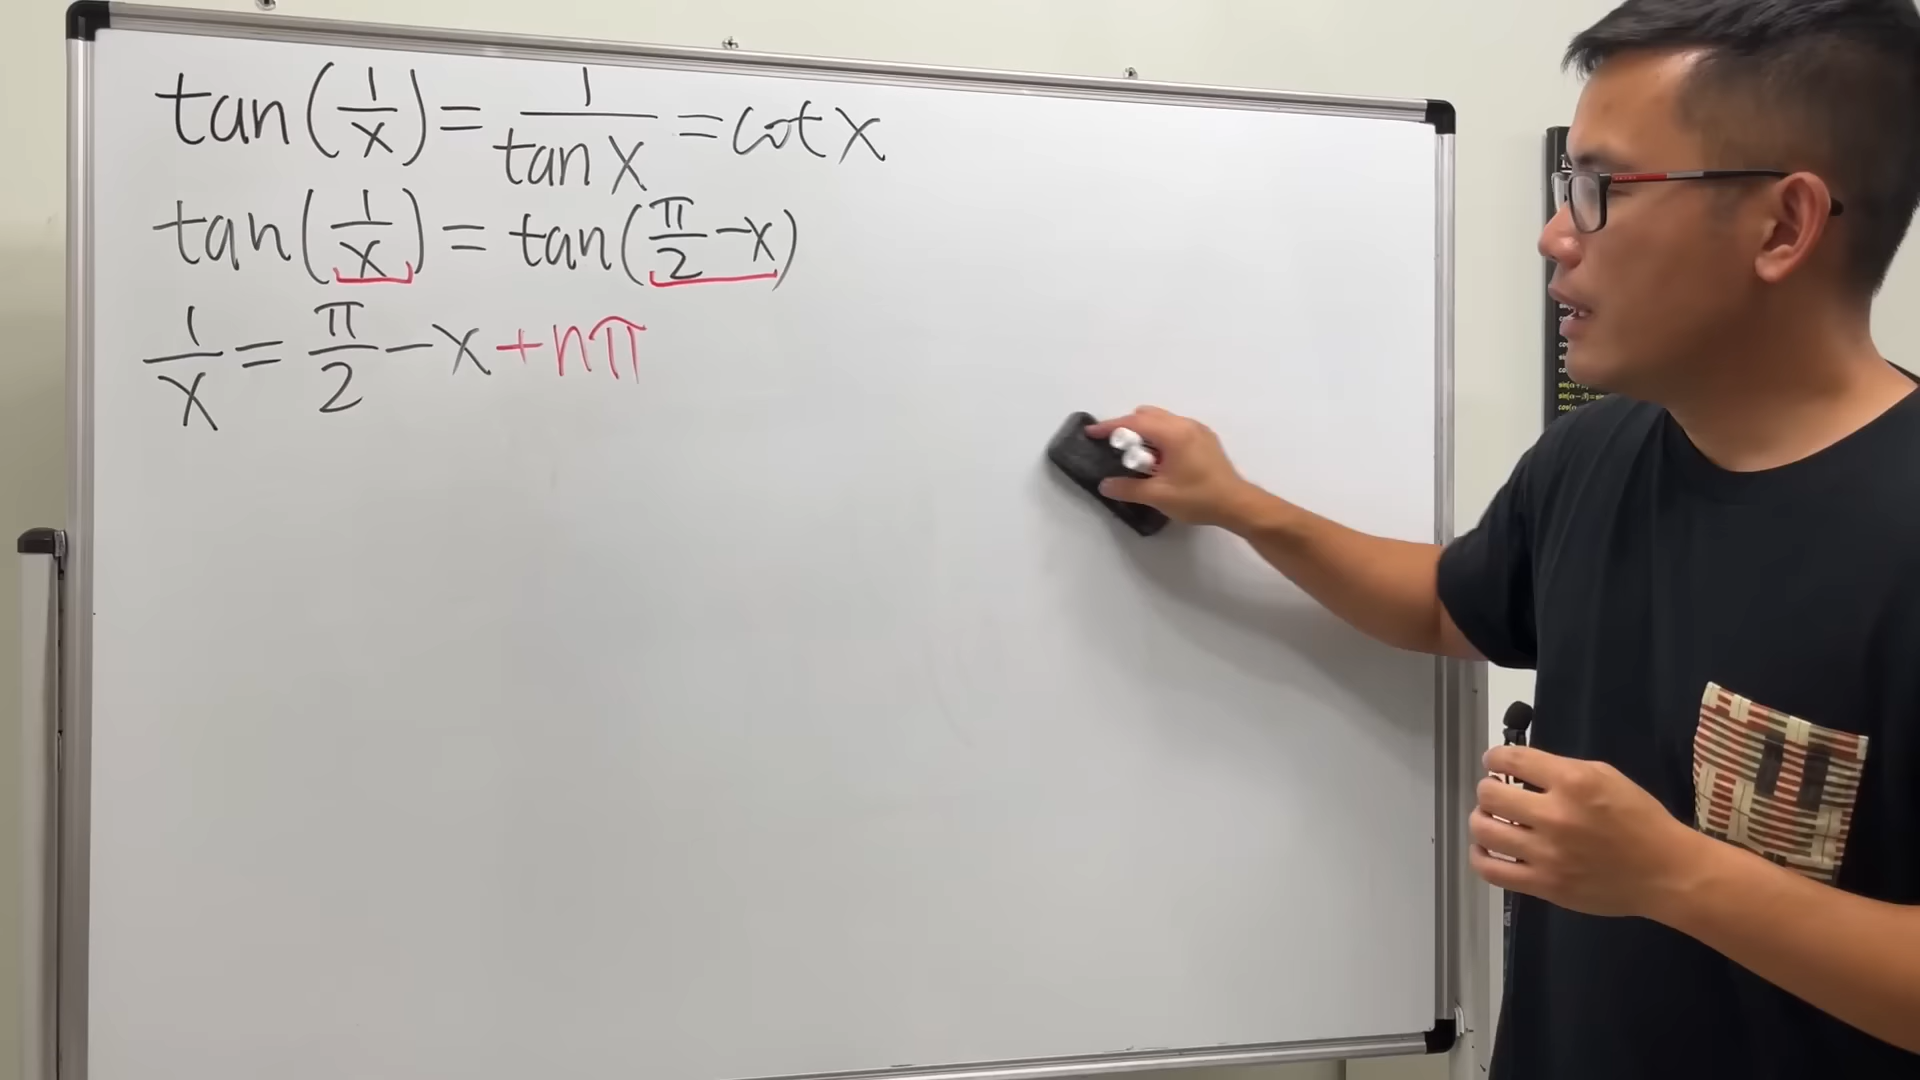 tan(1/x) = 1/tan x = cot x
tan(1/x) = tan(π/2 - x)
1/x = π/2 - x + nπ